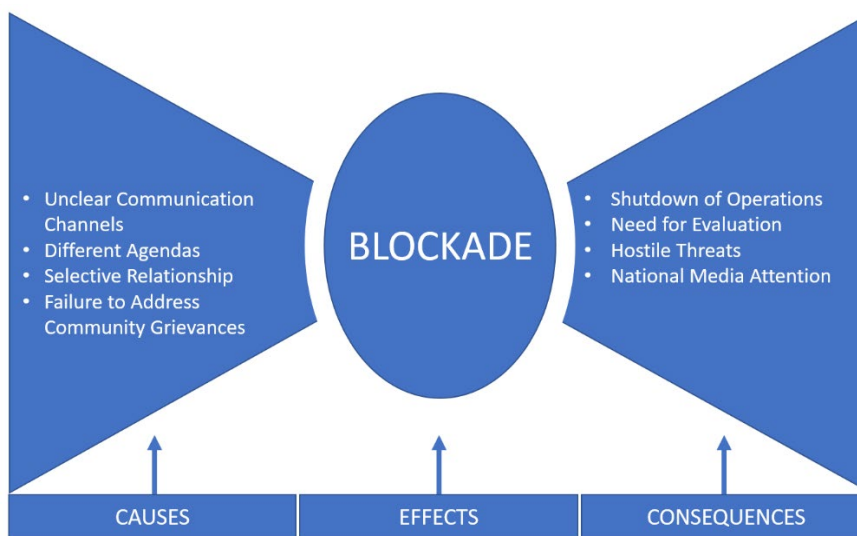 • Unclear Communication
Channels
• Different Agendas
• Selective Relationship
• Failure to Address
Community Grievances
BLOCKADE
• Shutdown of Operations
• Need for Evaluation
• Hostile Threats
• National Media Attention
CAUSES
EFFECTS
CONSEQUENCES